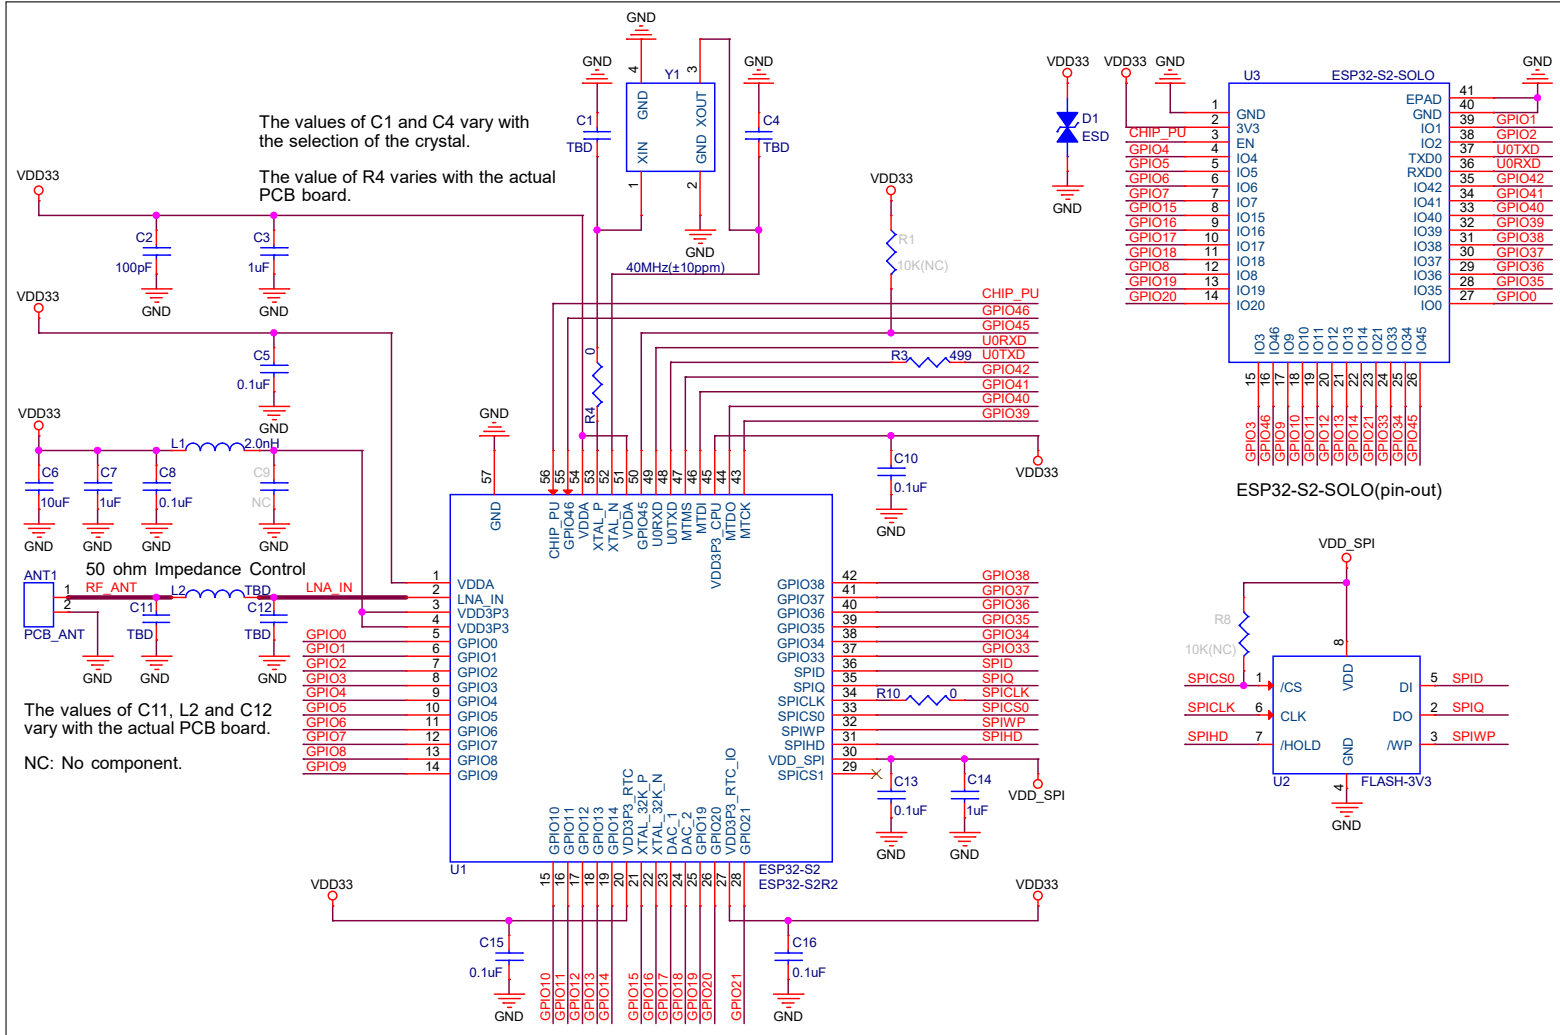 The values of C1 and C4 vary with
the selection of the crystal.
The value of R4 varies with the actual
PCB board.
GND
4
3
Y1
GND
XOUT
XIN
GND
1
2
GND
40MHz(±10ppm)
GND
C1
TBD
GND
C4
TBD
VDD33
C2
100pF
GND
C3
1uF
GND
VDD33
C5
0.1uF
GND
VDD33
L1
2.0nH
C6
10uF
GND
C7
1uF
GND
C8
0.1uF
GND
C9
NC
GND
50 ohm Impedance Control
ANT1
1
2
PCB_ANT
RF_ANT
L2
TBD
LNA_IN
C11
TBD
GND
C12
TBD
GND
GND
The values of C11, L2 and C12
vary with the actual PCB board.
NC: No component.
VDD33
R1
10K(NC)
CHIP_PU
GPIO46
GPIO45
U0RXD
R3
499
U0TXD
GPIO42
GPIO41
GPIO40
GPIO39
R4
0
GND
VDD33
C10
0.1uF
GND
57
56
55
54
53
52
51
50
49
48
47
46
45
44
43
GND
CHIP_PU
GPIO46
VDDA
XTAL_P
XTAL_N
VDDA
GPIO45
U0RXD
U0TXD
MTMS
MTDI
VDD3P3_CPU
MTDO
MTCK
1 VDDA
2 LNA_IN
3 VDD3P3
4 VDD3P3
GPIO0 5 GPIO0
GPIO1 6 GPIO1
GPIO2 7 GPIO2
GPIO3 8 GPIO3
GPIO4 9 GPIO4
GPIO5 10 GPIO5
GPIO6 11 GPIO6
GPIO7 12 GPIO7
GPIO8 13 GPIO8
GPIO9 14 GPIO9
GPIO38 42 GPIO38
GPIO37 41 GPIO37
GPIO36 40 GPIO36
GPIO35 39 GPIO35
GPIO34 38 GPIO34
GPIO33 37 GPIO33
SPID 36 SPID
SPIQ 35 SPIQ
SPICLK 34 R10 0 SPICLK
SPICS0 33 SPICS0
SPIWP 32 SPIWP
SPIHD 31 SPIHD
VDD_SPI 30
SPICS1 29
C13
0.1uF
GND
C14
1uF
GND
VDD_SPI
GPIO10
GPIO11
GPIO12
GPIO13
GPIO14
VDD3P3_RTC
XTAL_32K_P
XTAL_32K_N
DAC_1
DAC_2
GPIO19
GPIO20
VDD3P3_RTC_IO
GPIO21
U1
ESP32-S2
ESP32-S2R2
15
16
17
18
19
20
21
22
23
24
25
26
27
28
VDD33
C15
0.1uF
GND
VDD33
C16
0.1uF
GND
GPIO10
GPIO11
GPIO12
GPIO13
GPIO14
GPIO15
GPIO16
GPIO17
GPIO18
GPIO19
GPIO20
GPIO21
VDD33
D1
ESD
GND
VDD33
GND
U3
ESP32-S2-SOLO
GND
1 GND
2 3V3
CHIP_PU 3 EN
GPIO4 4 IO4
GPIO5 5 IO5
GPIO6 6 IO6
GPIO7 7 IO7
GPIO15 8 IO15
GPIO16 9 IO16
GPIO17 10 IO17
GPIO18 11 IO18
GPIO8 12 IO8
GPIO19 13 IO19
GPIO20 14 IO20
EPAD 41
GND 40
IO1 39 GPIO1
IO2 38 GPIO2
TXD0 37 U0TXD
RXD0 36 U0RXD
IO42 35 GPIO42
IO41 34 GPIO41
IO40 33 GPIO40
IO39 32 GPIO39
IO38 31 GPIO38
IO37 30 GPIO37
IO36 29 GPIO36
IO35 28 GPIO35
IO0 27 GPIO0
IO3
IO46
IO9
IO10
IO11
IO12
IO13
IO14
IO21
IO33
IO34
IO45
15
16
17
18
19
20
21
22
23
24
25
26
GPIO3
GPIO46
GPIO9
GPIO10
GPIO11
GPIO12
GPIO13
GPIO14
GPIO21
GPIO33
GPIO34
GPIO45
ESP32-S2-SOLO(pin-out)
VDD_SPI
R8
10K(NC)
8
VDD
SPICS0 1 /CS
SPICLK 6 CLK
SPIHD 7 /HOLD
DI 5 SPID
DO 2 SPIQ
/WP 3 SPIWP
GND
U2
4
FLASH-3V3
GND